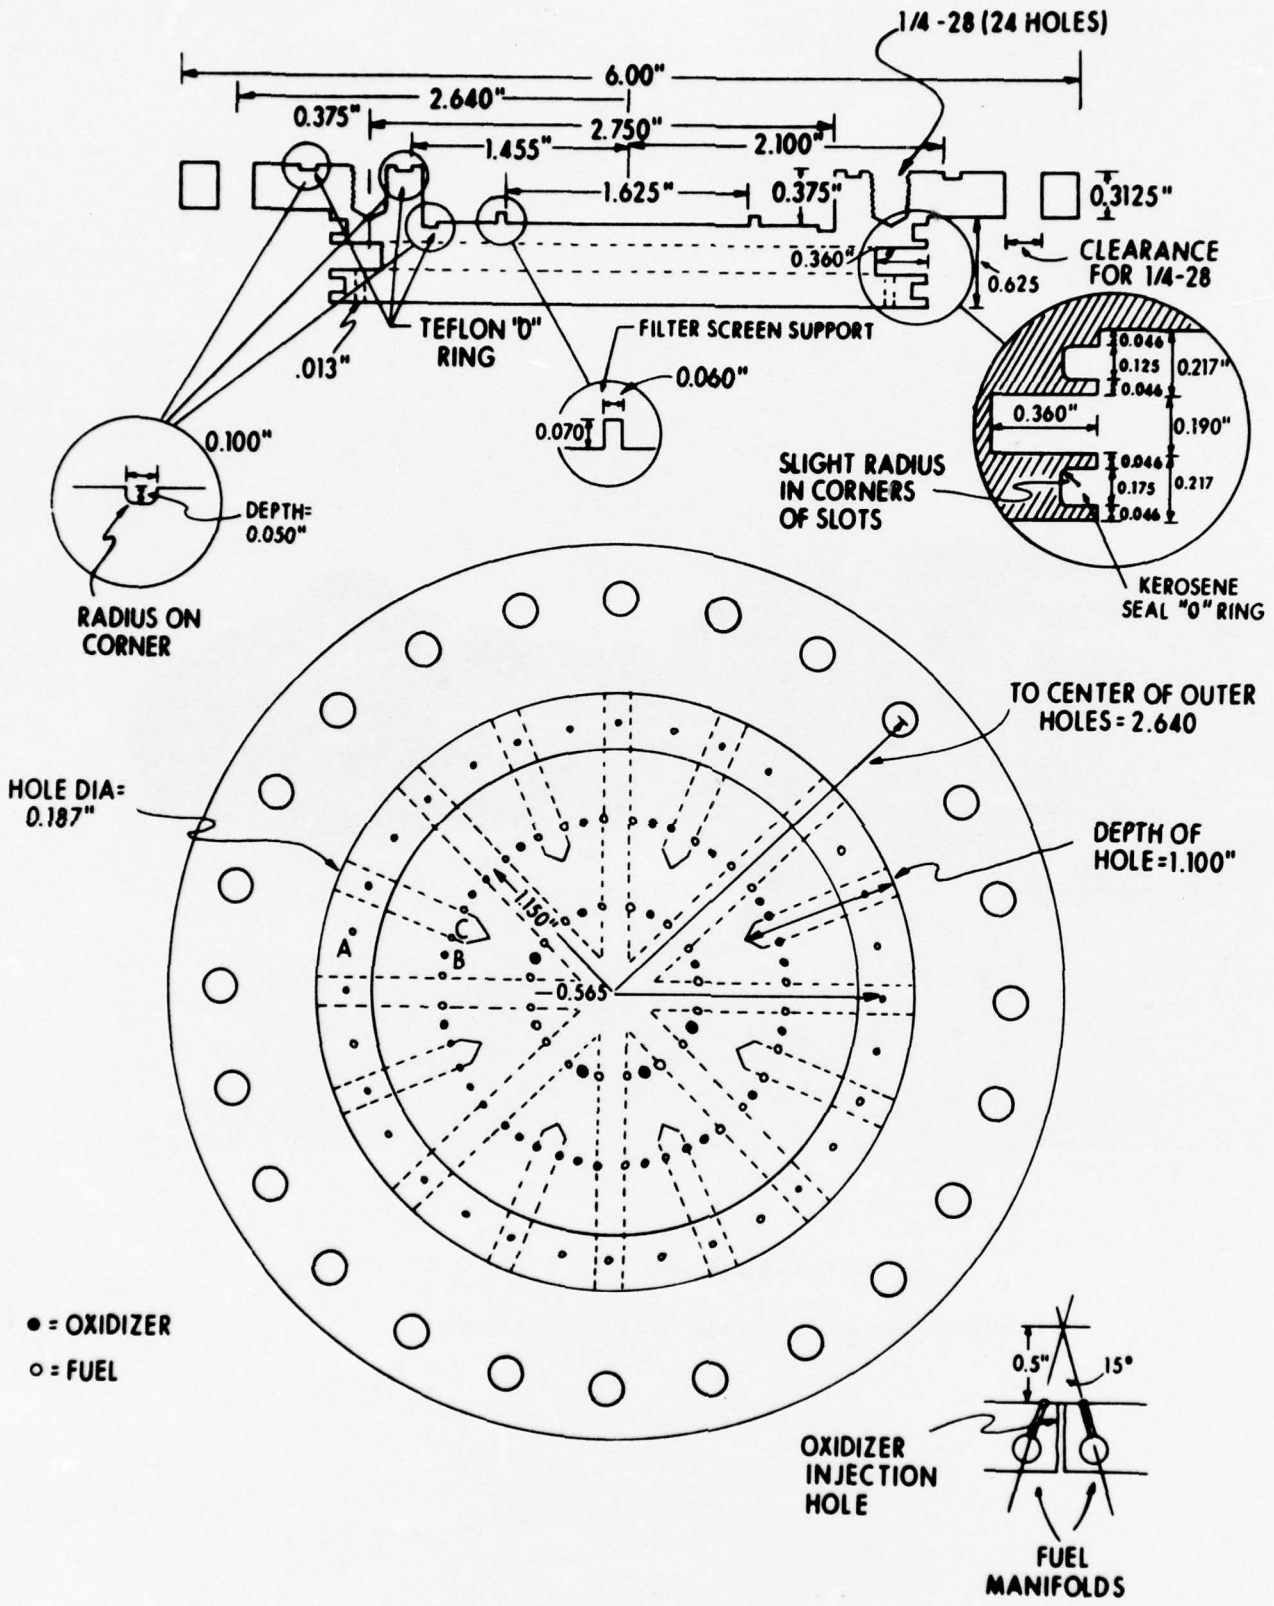 1/4 -28 (24 HOLES)
6.00"
2.640"
0.375"
2.750"
1.455"
2.100"
1.625"
0.375"
0.3125"
0.360"
CLEARANCE
FOR 1/4-28
0.625
TEFLON "O"
RING
.013"
FILTER SCREEN SUPPORT
0.060"
0.070
0.100"
DEPTH=
0.050"
RADIUS ON
CORNER
0.046
0.125
0.217"
0.046
0.360"
0.190"
0.046
0.175
0.217
0.046
SLIGHT RADIUS
IN CORNERS
OF SLOTS
KEROSENE
SEAL "O" RING
TO CENTER OF OUTER
HOLES = 2.640
HOLE DIA=
0.187"
DEPTH OF
HOLE=1.100"
1.150"
A
C
B
0.565
● = OXIDIZER
○ = FUEL
0.5"
15°
OXIDIZER
INJECTION
HOLE
FUEL
MANIFOLDS